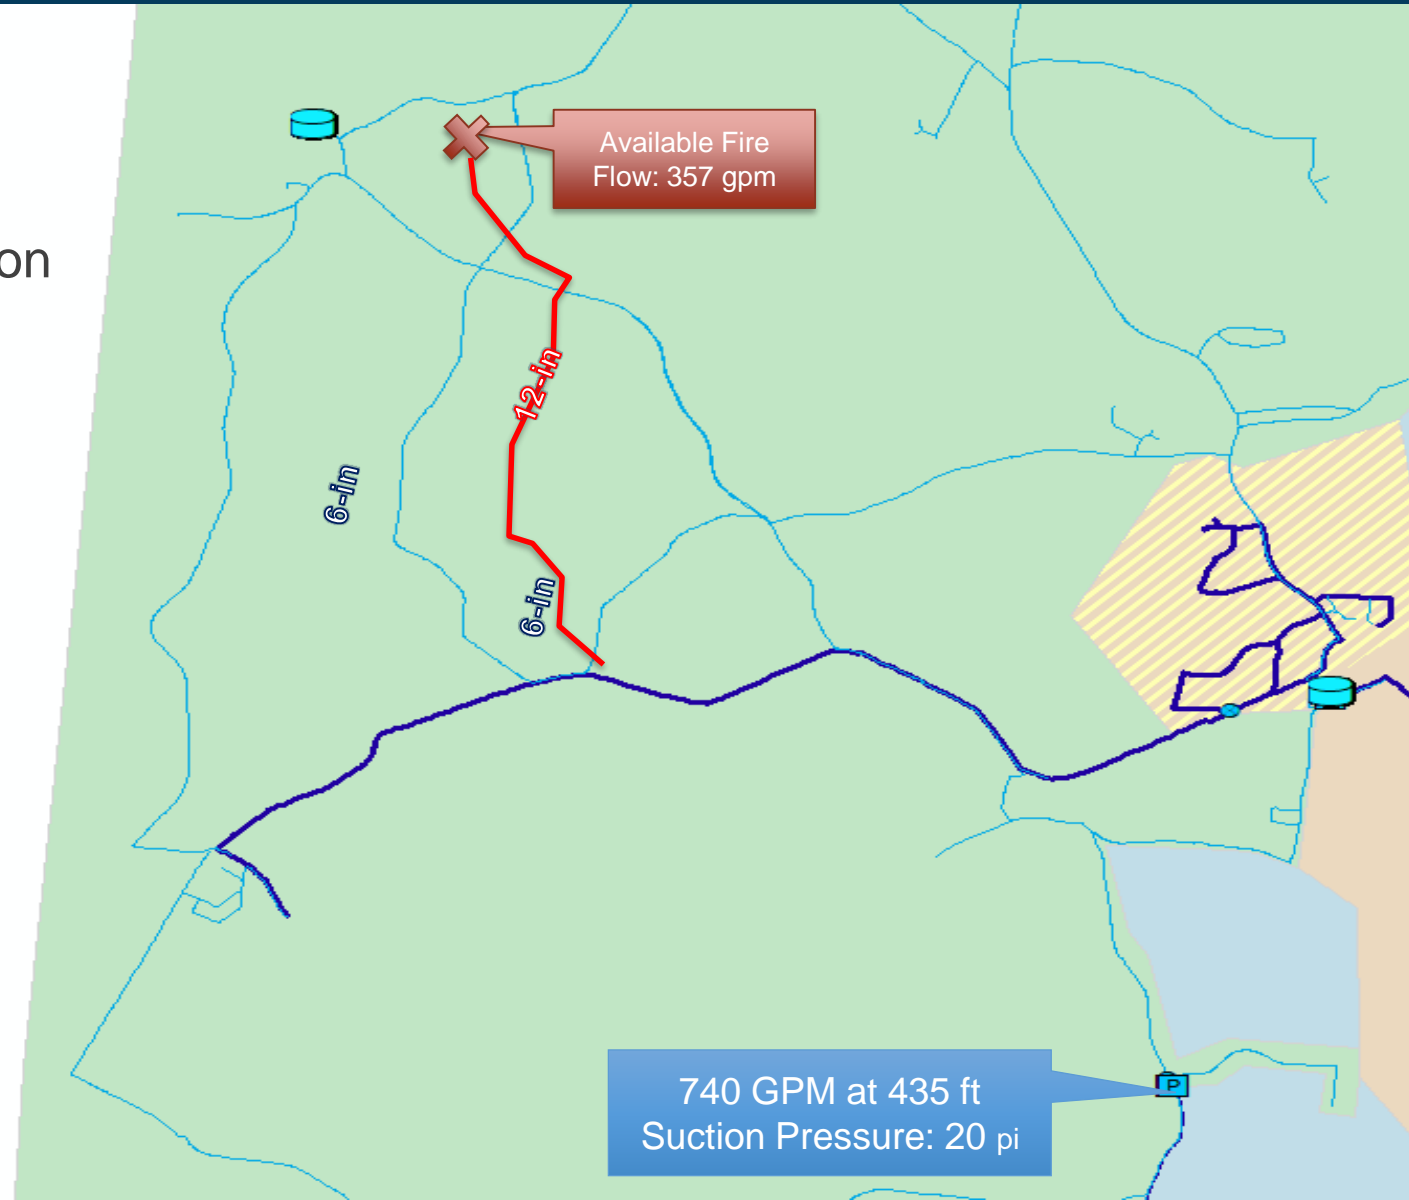 Available Fire
Flow: 357 gpm
on
12-in
6-in
6-in
740 GPM at 435 ft
Suction Pressure: 20 pi
P